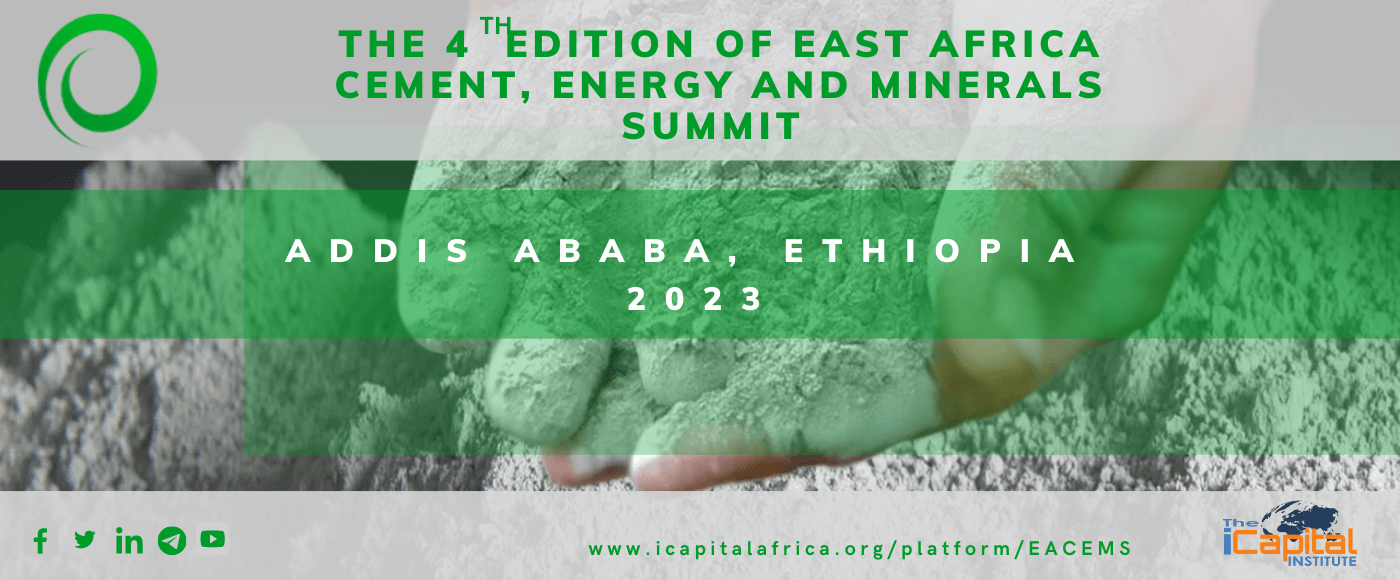 THE 4TH EDITION OF EAST AFRICA
CEMENT, ENERGY AND MINERALS
SUMMIT
ADDIS ABABA, ETHIOPIA
2023
www.icapitalafrica.org/platform/EACEMS
The
iCapital
INSTITUTE